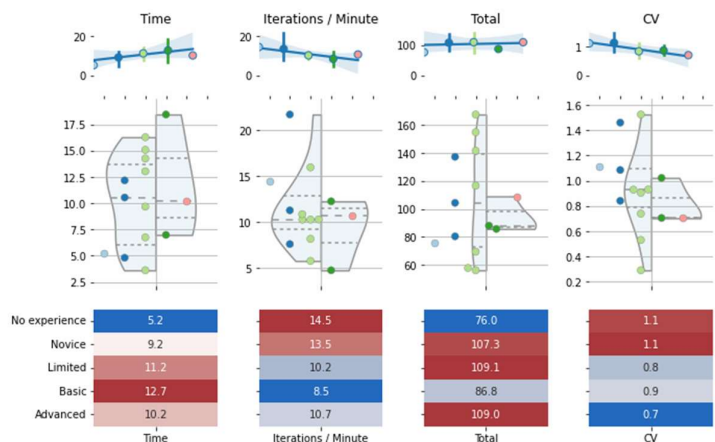 Time Iterations / Minute Total CV
20 20 100 1
0 0 0 0
17.5 20 160 1.6
15.0 15 140 1.4
12.5 10 120 1.2
10.0 5 100 1.0
7.5 80 0.8
5.0 60 0.6
2.5 0.4
0.2
No experience 5.2 14.5 76.0 1.1
Novice 9.2 13.5 107.3 1.1
Limited 11.2 10.2 109.1 0.8
Basic 12.7 8.5 86.8 0.9
Advanced 10.2 10.7 109.0 0.7
Time Iterations / Minute Total CV